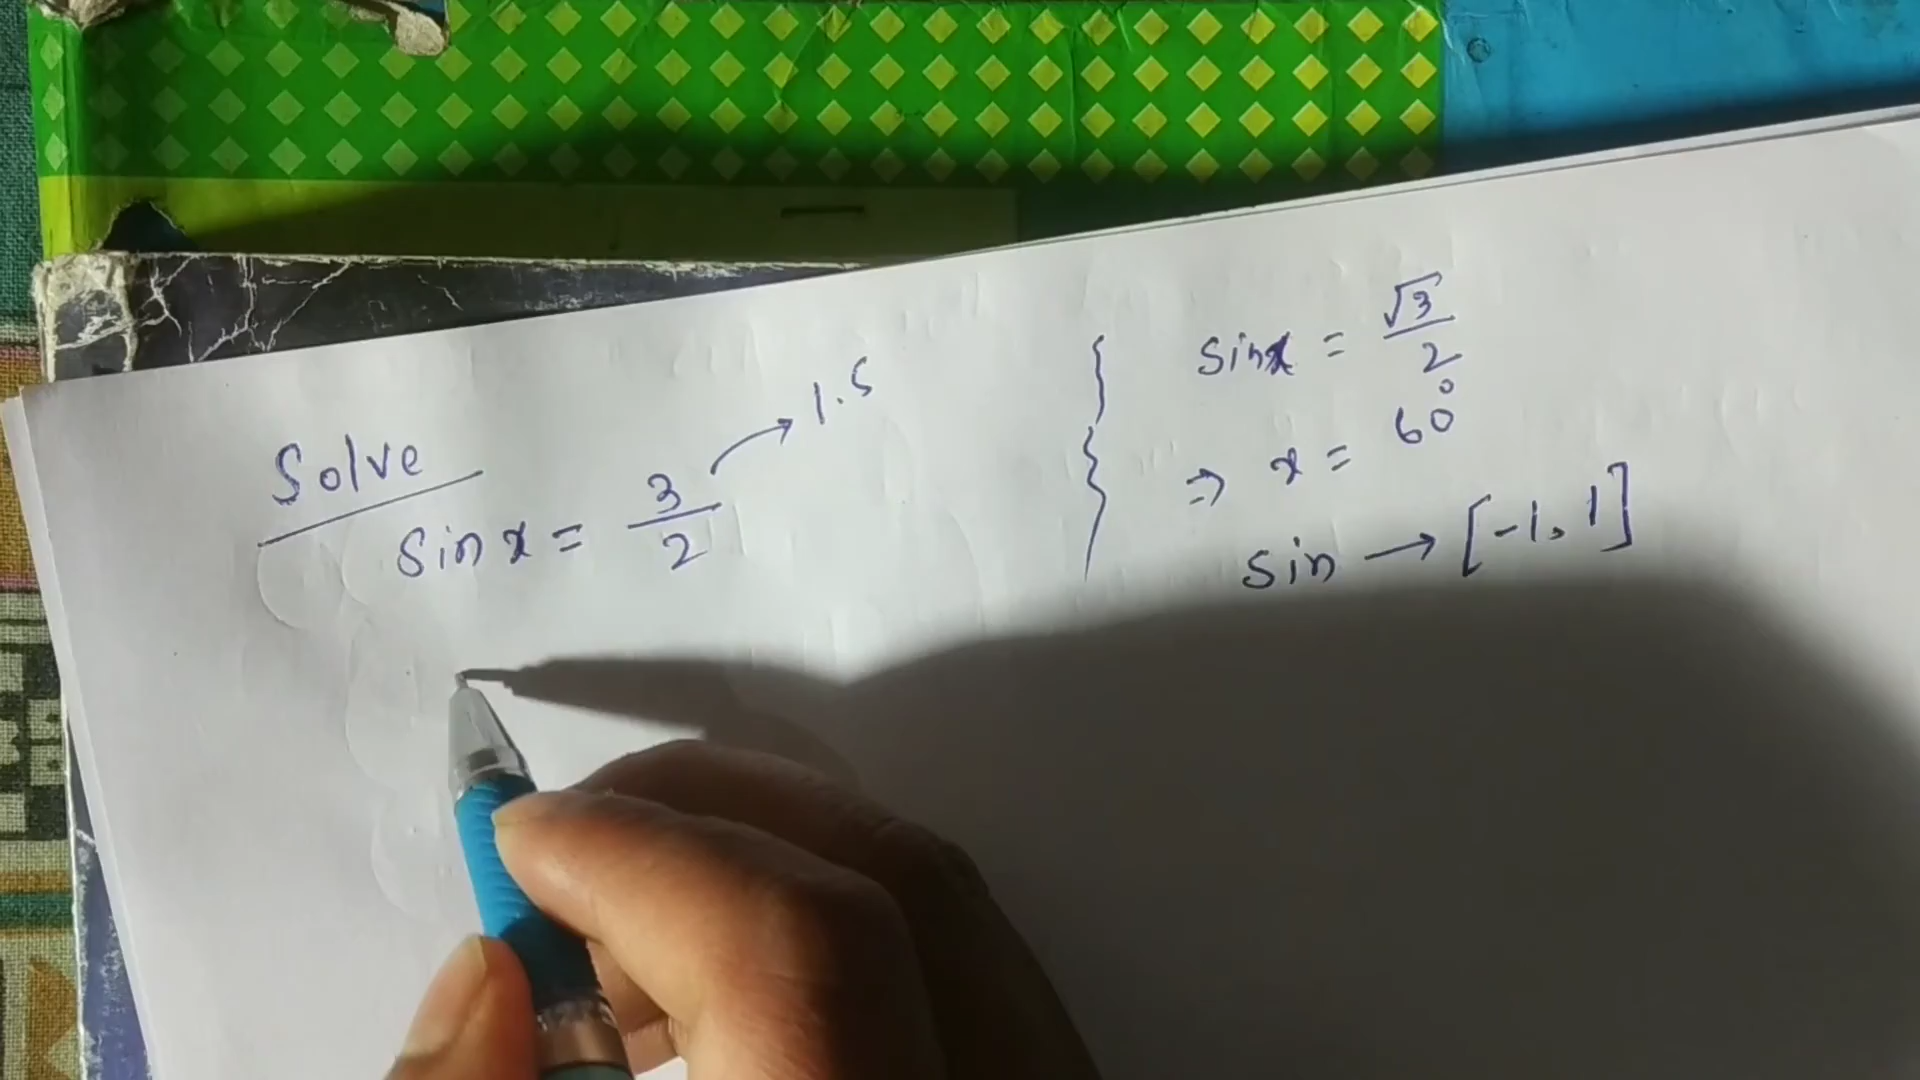 Solve
sin x = 3/2 → 1.5
sin x = √3/2
⇒ x = 60°
sin → [-1, 1]